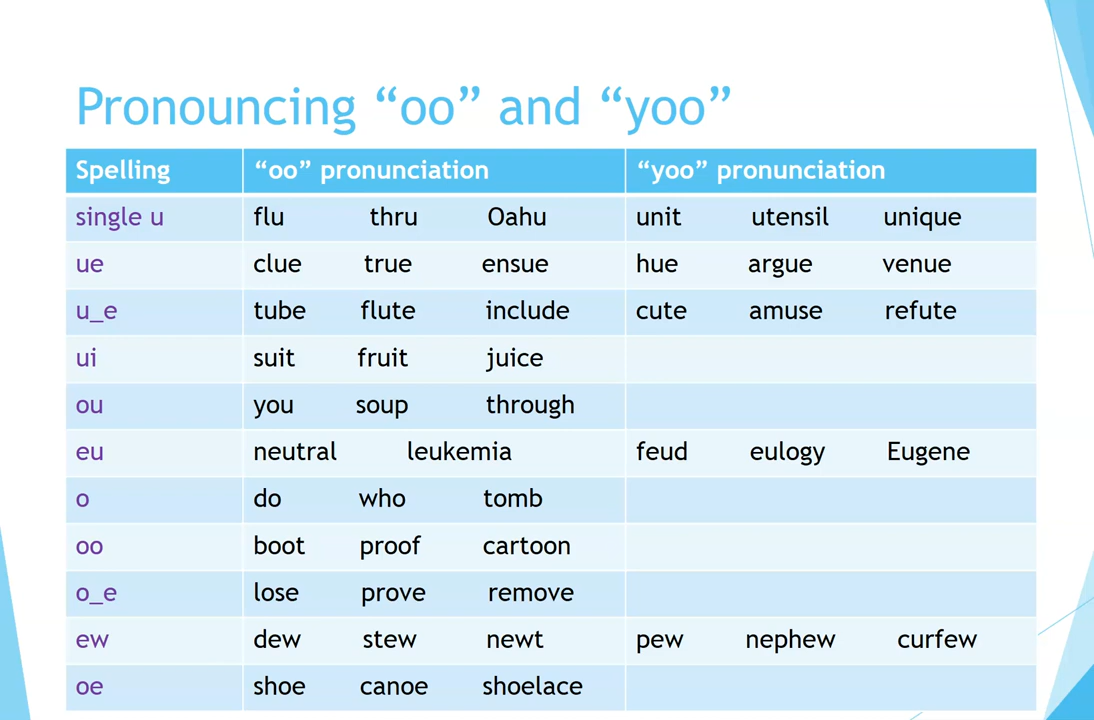 Pronouncing “oo” and “yoo”
Spelling “oo” pronunciation “yoo” pronunciation
single u flu thru Oahu unit utensil unique
ue clue true ensue hue argue venue
u_e tube flute include cute amuse refute
ui suit fruit juice
ou you soup through
eu neutral leukemia feud eulogy Eugene
o do who tomb
oo boot proof cartoon
o_e lose prove remove
ew dew stew newt pew nephew curfew
oe shoe canoe shoelace